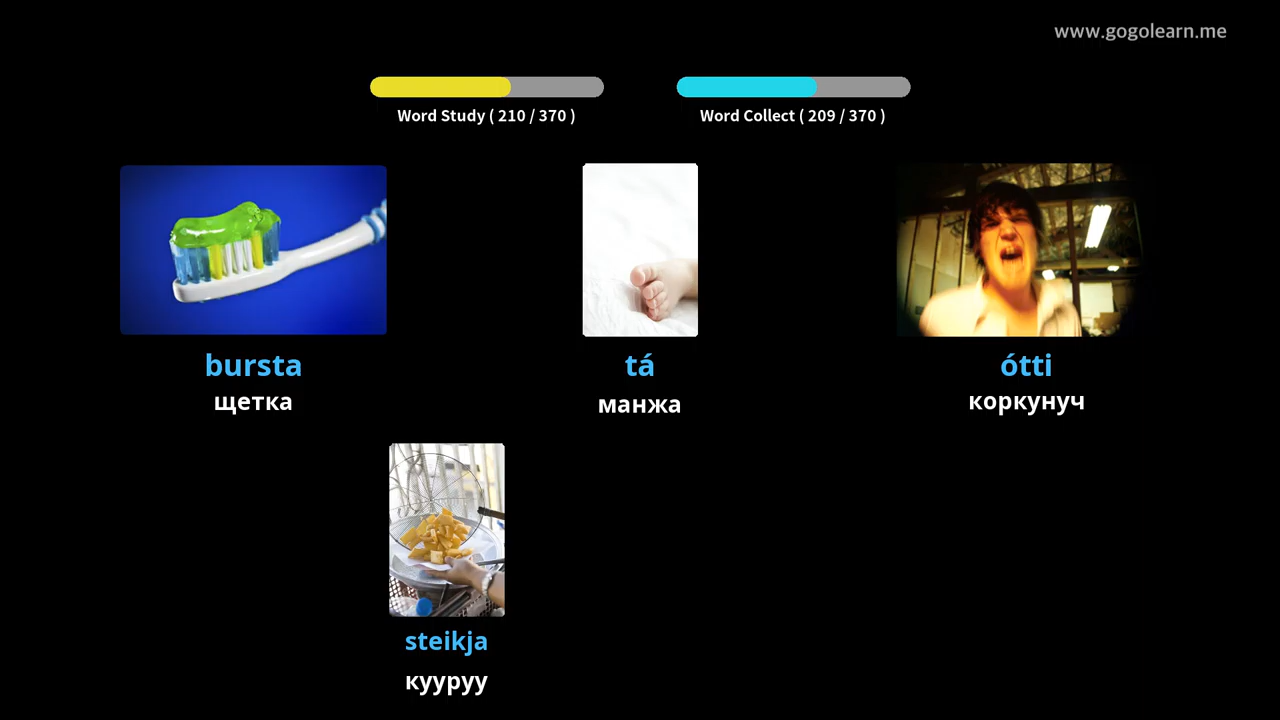 www.gogolearn.me
Word Study ( 210 / 370 )
Word Collect ( 209 / 370 )
bursta
щетка
tá
манжа
ótti
коркунуч
steikja
кууруу